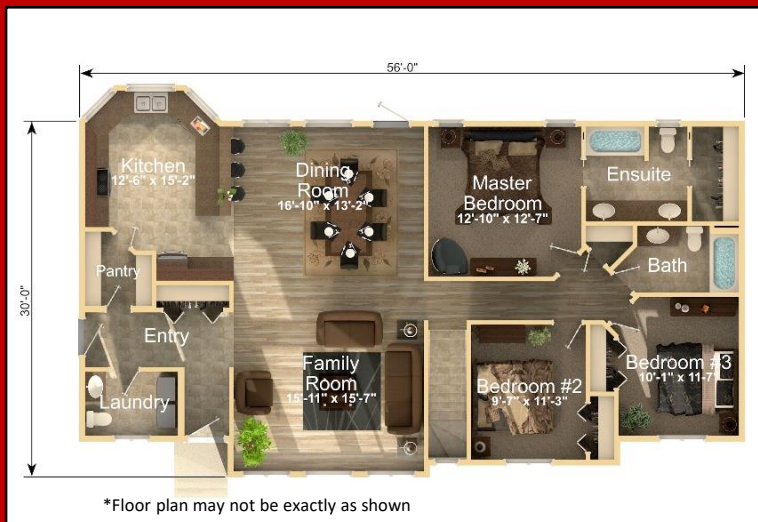 56'-0"
30'-0"
Kitchen
12'-6" x 15'-2"
Dining
Room
16'-10" x 13'-2"
Master
Bedroom
12'-10" x 12'-7"
Ensuite
Pantry
Bath
Entry
Family
Room
15'-11" x 15'-7"
Bedroom #2
9'-7" x 11'-3"
Bedroom #3
10'-1" x 11'-7"
Laundry
*Floor plan may not be exactly as shown